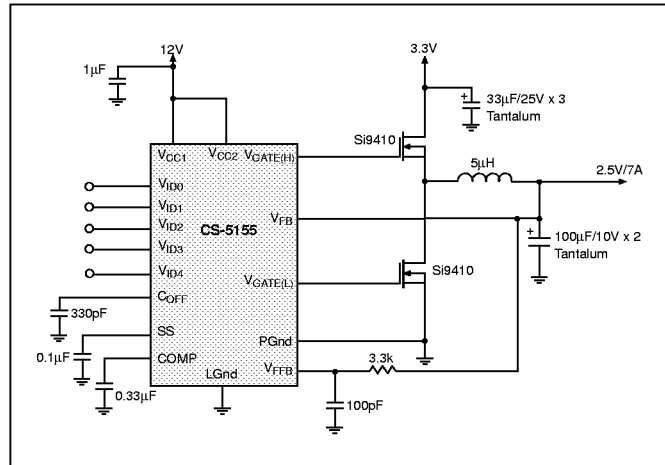 12V
3.3V
1μF
33μF/25V x 3
Tantalum
Si9410
VCC1
VCC2
VGATE(H)
5μH
2.5V/7A
VID0
VID1
VID2
VID3
VID4
VFB
CS-5155
100μF/10V x 2
Tantalum
Si9410
VGATE(L)
COFF
330pF
SS
PGnd
0.1μF
COMP
3.3k
LGnd
VFFB
0.33μF
100pF